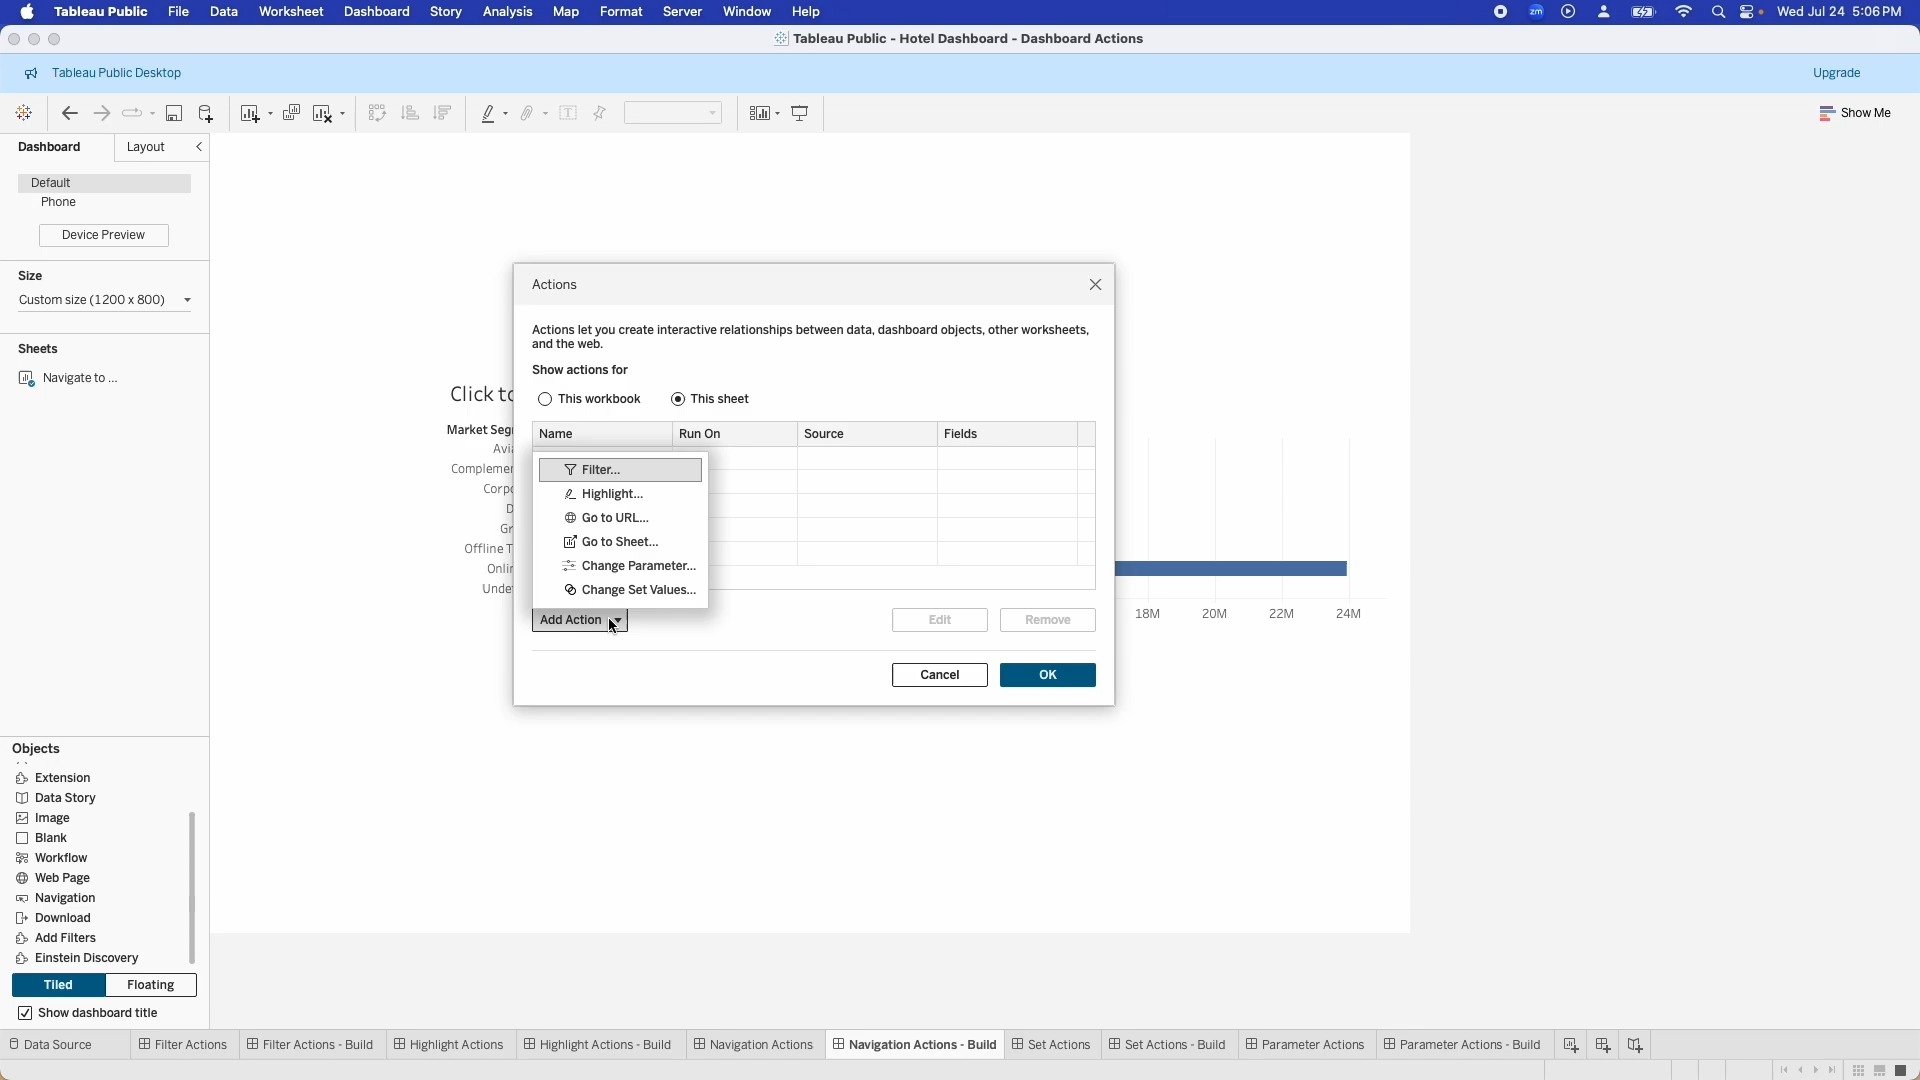 Tableau Public File Data Worksheet Dashboard Story Analysis Map Format Server Window Help
zm Wed Jul 24 5:06 PM
Tableau Public - Hotel Dashboard - Dashboard Actions
Tableau Public Desktop
Upgrade
Show Me
Dashboard
Layout
Default
Phone
Device Preview
Size
Custom size (1200 x 800)
Sheets
Navigate to ...
Click to
Market Seg
Avi
Complemen
Corpo
D
Gr
Offline T
Onlin
Unde
Actions
Actions let you create interactive relationships between data, dashboard objects, other worksheets,
and the web.
Show actions for
This workbook
This sheet
Name Run On Source Fields
Filter...
Highlight...
Go to URL...
Go to Sheet...
Change Parameter...
Change Set Values...
Add Action
Edit
Remove
Cancel
OK
18M 20M 22M 24M
Objects
Extension
Data Story
Image
Blank
Workflow
Web Page
Navigation
Download
Add Filters
Einstein Discovery
Tiled
Floating
Show dashboard title
Data Source
Filter Actions
Filter Actions - Build
Highlight Actions
Highlight Actions - Build
Navigation Actions
Navigation Actions - Build
Set Actions
Set Actions - Build
Parameter Actions
Parameter Actions - Build